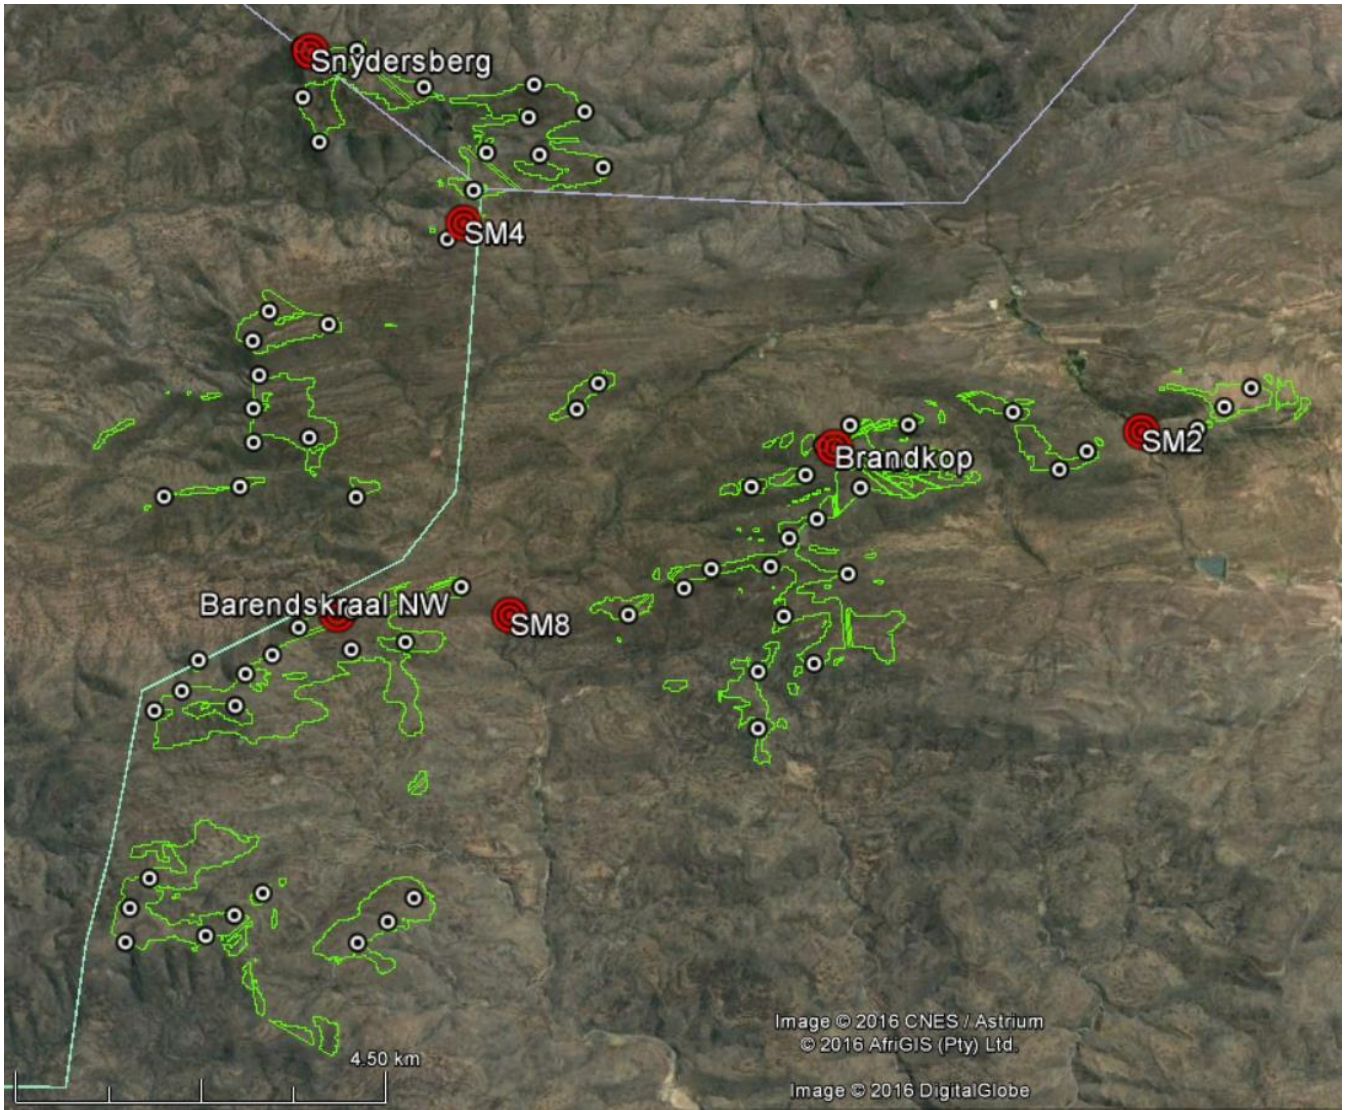 Snydersberg
SM4
Brandkop
SM2
Barendskraal NW
SM8
Image © 2016 CNES / Astrium
© 2016 AfriGIS (Pty) Ltd.
4.50 km
Image © 2016 DigitalGlobe